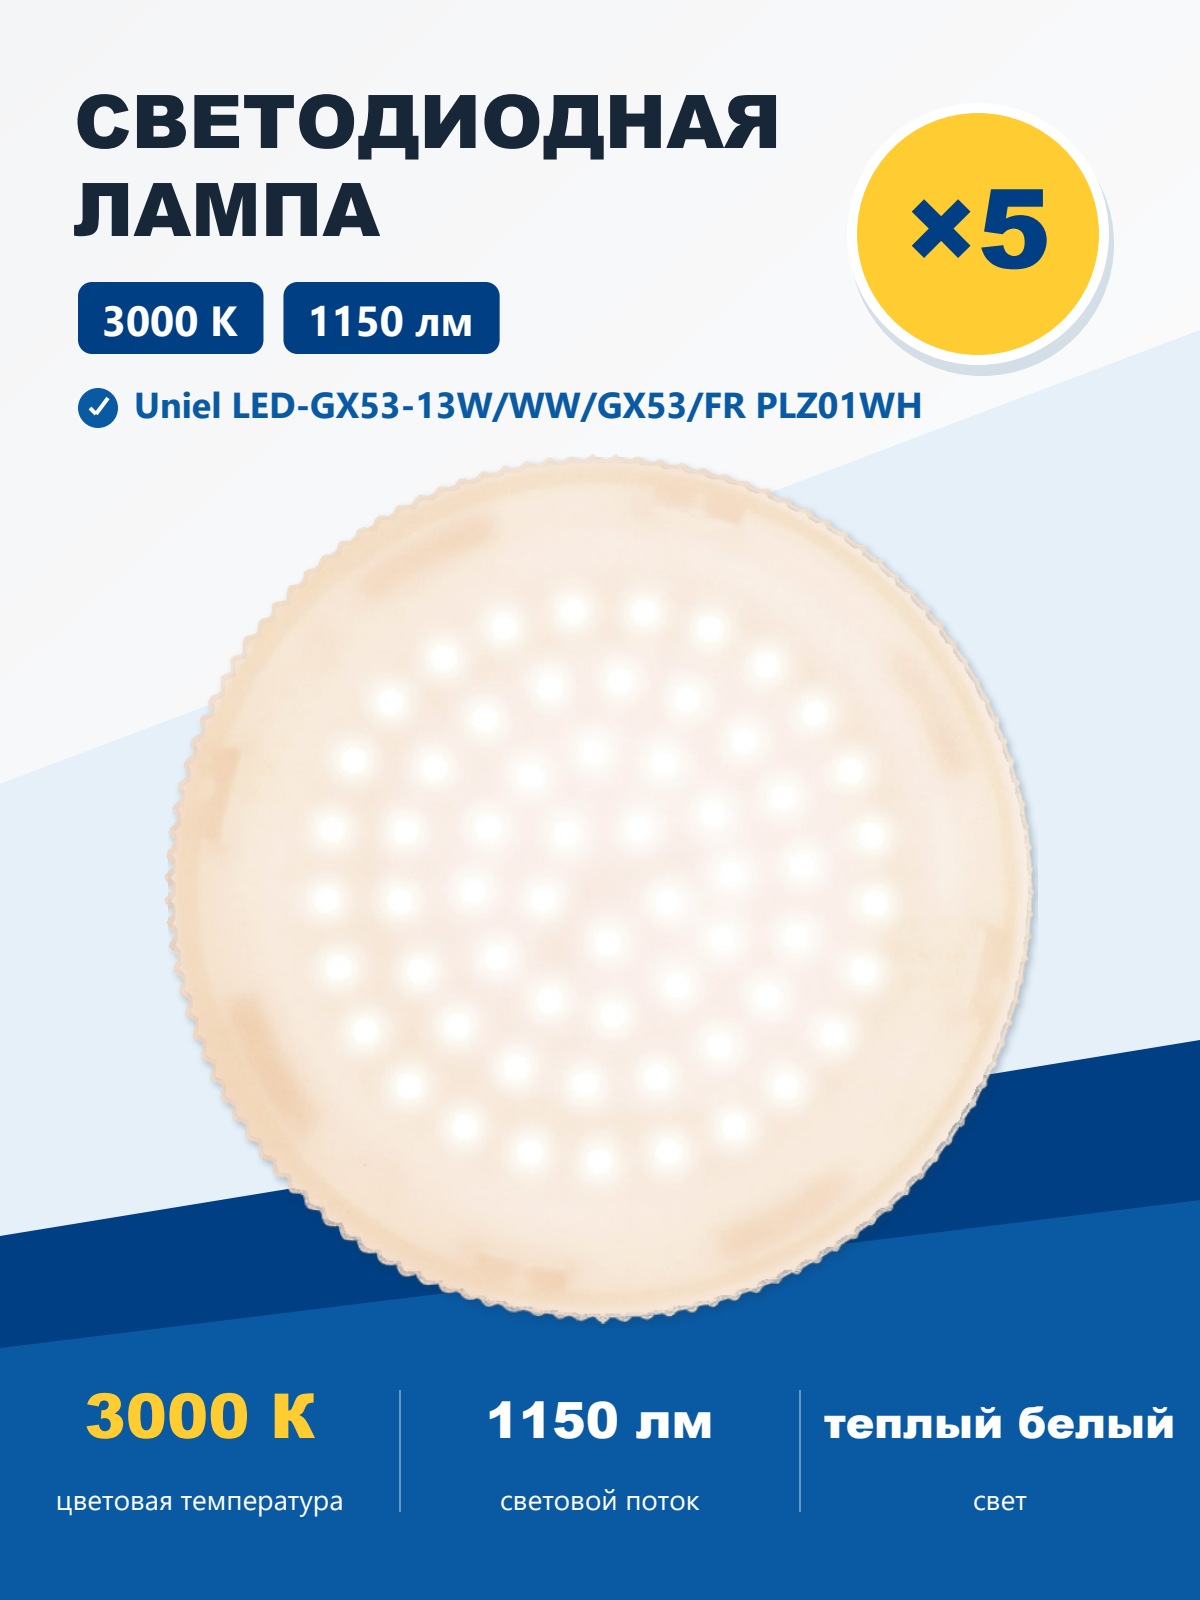 СВЕТОДИОДНАЯ
ЛАМПА
×5
3000 К
1150 лм
Uniel LED-GX53-13W/WW/GX53/FR PLZ01WH
3000 К
1150 лм
теплый белый
цветовая температура
световой поток
свет